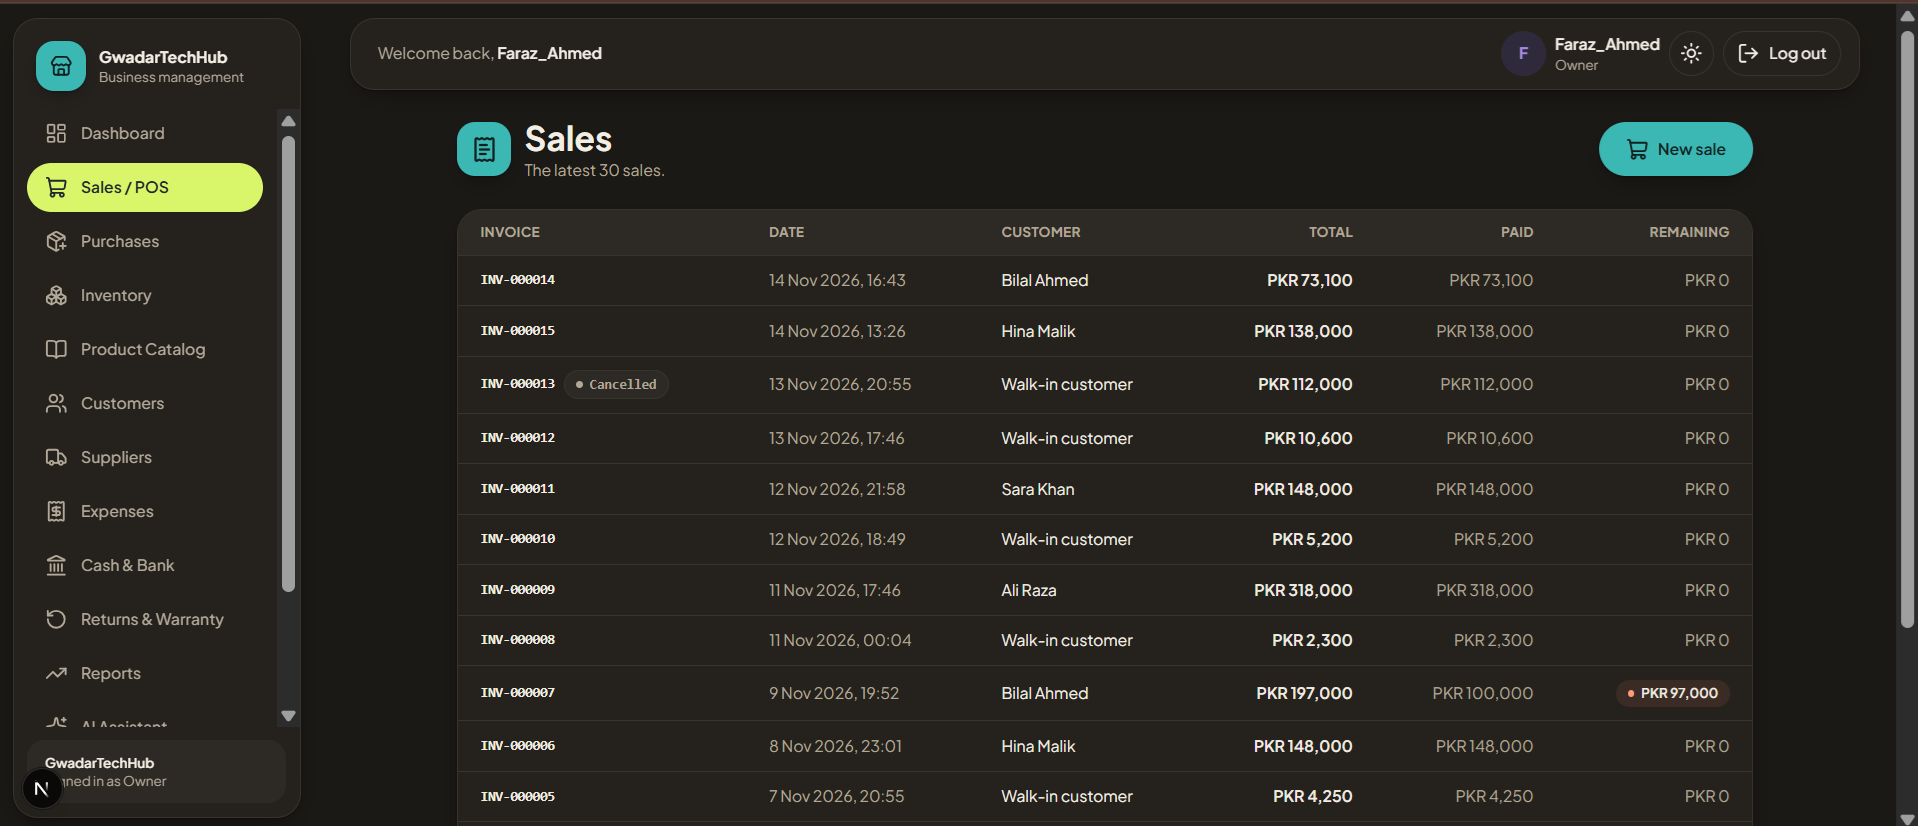 GwadarTechHub
Business management
Dashboard
Sales / POS
Purchases
Inventory
Product Catalog
Customers
Suppliers
Expenses
Cash & Bank
Returns & Warranty
Reports
AI Assistant
GwadarTechHub
ned in as Owner
N
Welcome back, Faraz_Ahmed
F
Faraz_Ahmed
Owner
Log out
Sales
The latest 30 sales.
New sale
INVOICE DATE CUSTOMER TOTAL PAID REMAINING
INV-000014 14 Nov 2026, 16:43 Bilal Ahmed PKR 73,100 PKR 73,100 PKR 0
INV-000015 14 Nov 2026, 13:26 Hina Malik PKR 138,000 PKR 138,000 PKR 0
INV-000013 Cancelled 13 Nov 2026, 20:55 Walk-in customer PKR 112,000 PKR 112,000 PKR 0
INV-000012 13 Nov 2026, 17:46 Walk-in customer PKR 10,600 PKR 10,600 PKR 0
INV-000011 12 Nov 2026, 21:58 Sara Khan PKR 148,000 PKR 148,000 PKR 0
INV-000010 12 Nov 2026, 18:49 Walk-in customer PKR 5,200 PKR 5,200 PKR 0
INV-000009 11 Nov 2026, 17:46 Ali Raza PKR 318,000 PKR 318,000 PKR 0
INV-000008 11 Nov 2026, 00:04 Walk-in customer PKR 2,300 PKR 2,300 PKR 0
INV-000007 9 Nov 2026, 19:52 Bilal Ahmed PKR 197,000 PKR 100,000 PKR 97,000
INV-000006 8 Nov 2026, 23:01 Hina Malik PKR 148,000 PKR 148,000 PKR 0
INV-000005 7 Nov 2026, 20:55 Walk-in customer PKR 4,250 PKR 4,250 PKR 0